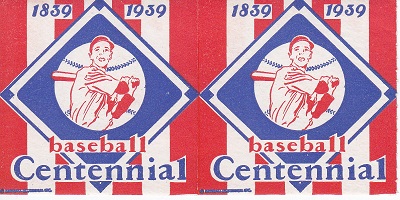 1839 1939 1839 1939
baseball baseball
Centennial Centennial